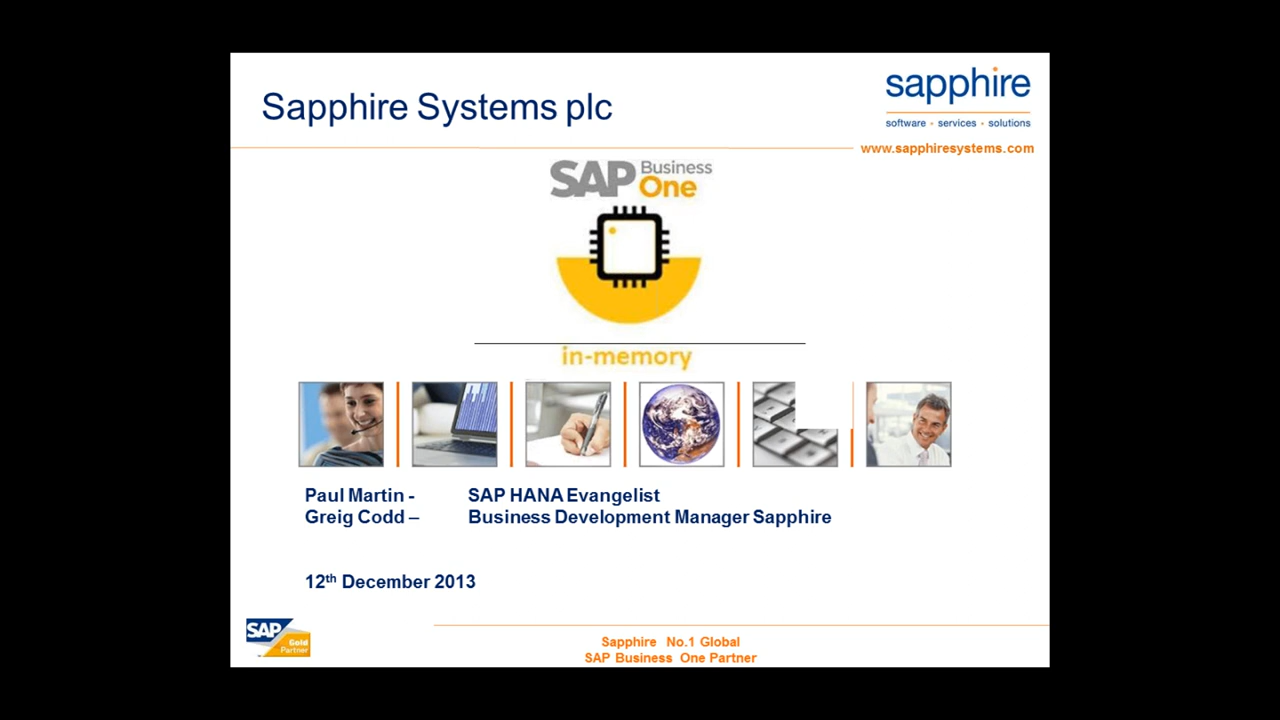 Sapphire Systems plc
sapphire
software • services • solutions
www.sapphiresystems.com
SAP Business One
in-memory
Paul Martin - SAP HANA Evangelist
Greig Codd – Business Development Manager Sapphire
12th December 2013
SAP Gold Partner
Sapphire No.1 Global
SAP Business One Partner